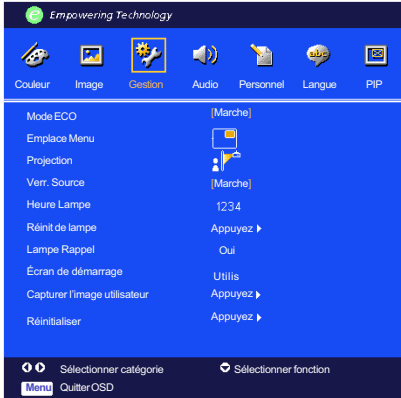 Empowering Technology
Couleur Image Gestion Audio Personnel Langue PIP
Mode ECO [Marche]
Emplace Menu
Projection
Verr. Source [Marche]
Heure Lampe 1234
Réinit de lampe Appuyez
Lampe Rappel Oui
Écran de démarrage Utilis
Capturer l'image utilisateur Appuyez
Réinitialiser Appuyez
Sélectionner catégorie Sélectionner fonction
Menu Quitter OSD